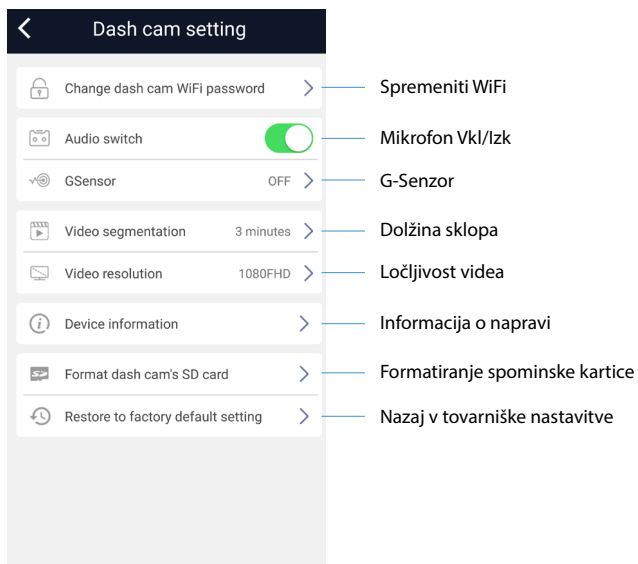 Dash cam setting
Change dash cam WiFi password Spremeniti WiFi
Audio switch Mikrofon Vkl/Izk
GSensor OFF G-Senzor
Video segmentation 3 minutes Dolžina sklopa
Video resolution 1080FHD Ločljivost videa
Device information Informacija o napravi
Format dash cam's SD card Formatiranje spominske kartice
Restore to factory default setting Nazaj v tovarniške nastavitve